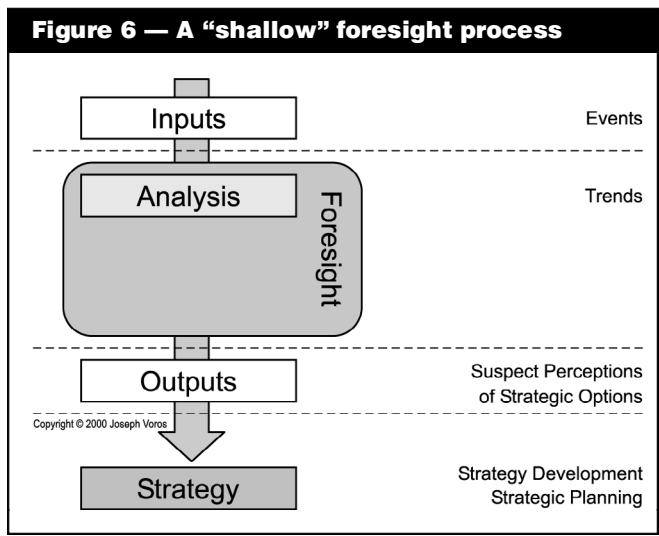 Figure 6 — A “shallow” foresight process
Inputs
Events
Analysis
Trends
Foresight
Outputs
Suspect Perceptions
of Strategic Options
Copyright © 2000 Joseph Voros
Strategy
Strategy Development
Strategic Planning